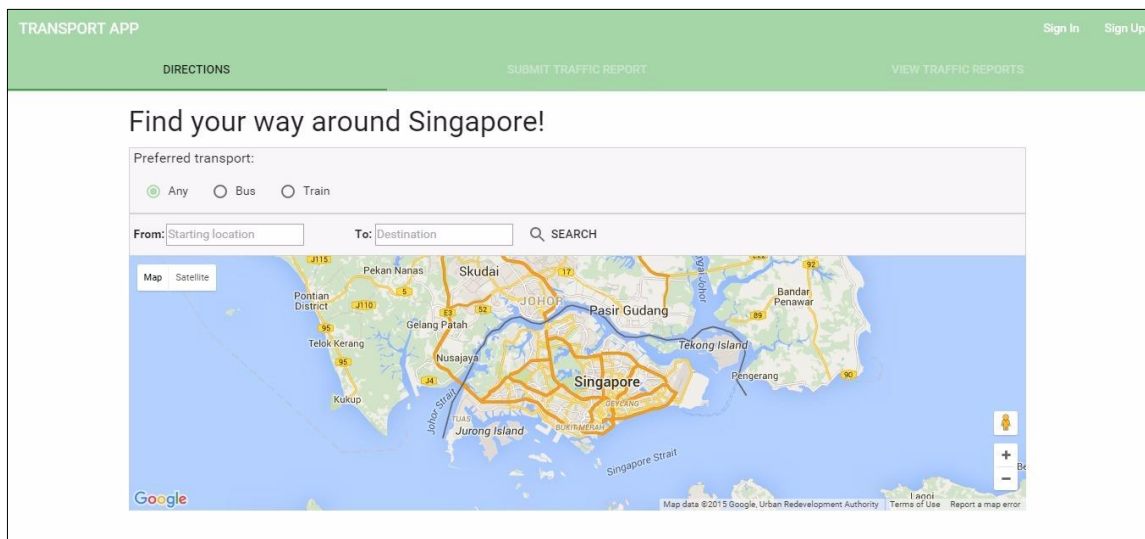 TRANSPORT APP
Sign In Sign Up
DIRECTIONS SUBMIT TRAFFIC REPORT VIEW TRAFFIC REPORTS
Find your way around Singapore!
Preferred transport:
Any Bus Train
From: Starting location To: Destination SEARCH
Map Satellite
J115
Pekan Nanas
Skudai
17
92
Pontian
District
J110
5
E3
52
JOHOR
Pasir Gudang
Johor
Bandar
Penawar
89
95
Gelang Patah
Telok Kerang
95
Nusajaya
Tekong Island
Pengerang
90
J4
Singapore
GEYLANG
Kukup
Johor Strait
TUAS
Jurong Island
BUKIT MERAH
Singapore Strait
+
−
Be
Lagoi
Google
Map data ©2015 Google, Urban Redevelopment Authority Terms of Use Report a map error